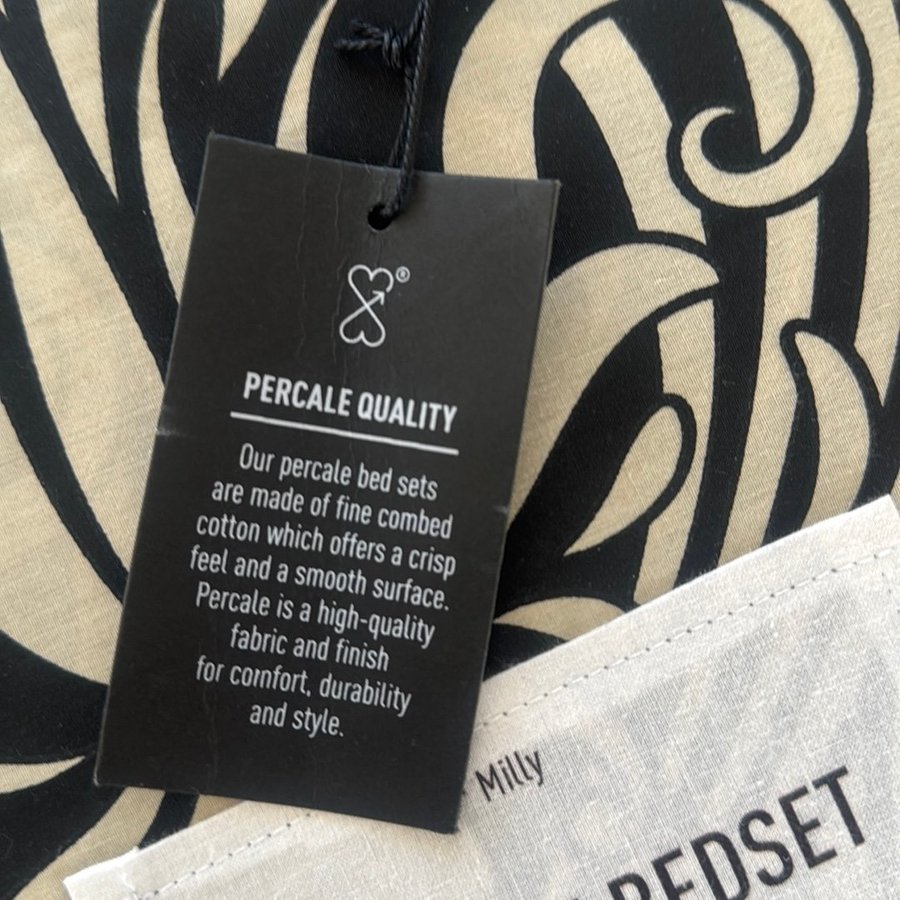 ®
PERCALE QUALITY
Our percale bed sets
are made of fine combed
cotton which offers a crisp
feel and a smooth surface.
Percale is a high-quality
fabric and finish
for comfort, durability
and style.
Milly
BEDSET